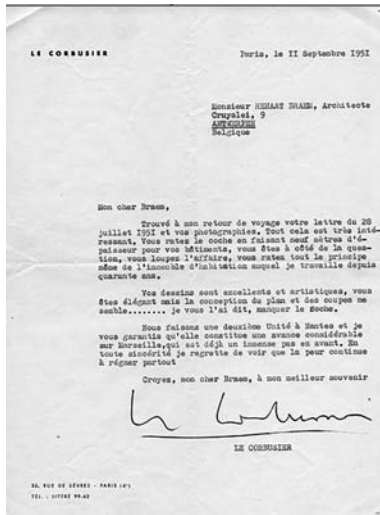 LE CORBUSIER
Paris, le II Septembre I95I
Monsieur RENAAT BRAEM, Architecte
Cruyslei, 9
ANTWERPEN
Belgique
Mon cher Braem,
Trouvé à mon retour de voyage votre lettre du 28
juillet I95I et vos photographies. Tout cela est très inté-
ressant. Vous ratez le coche en faisant neuf mètres d'é-
paisseur pour vos bâtiments, vous êtes à côté de la ques-
tion, vous loupez l'affaire, vous ratez tout le principe
même de l'immeuble d'habitation auquel je travaille depuis
quarante ans.
Vos dessins sont excellents et artistiques, vous
êtes élégant mais la conception du plan et des coupes me
semble........ je vous l'ai dit, manquer le coche.
Nous faisons une deuxième Unité à Nantes et je
vous garantis qu'elle constitue une avance considérable
sur Marseille,qui est déjà un immense pas en avant. En
toute sincérité je regrette de voir que la peur continue
à régner partout
Croyez, mon cher Braem, à mon meilleur souvenir
Le Corbusier
LE CORBUSIER
35, RUE DE SÈVRES - PARIS (6e)
TÉL. : LITTRÉ 99-62